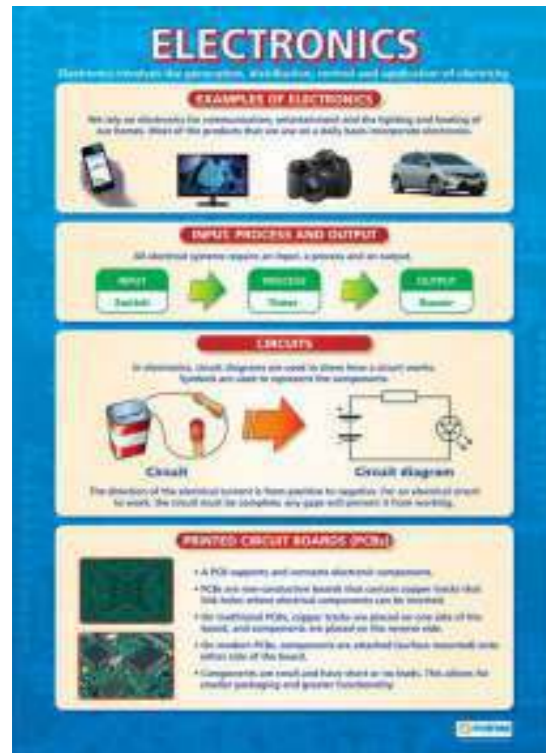 ELECTRONICS
Electronics involves the generation, distribution, control and application of electricity
EXAMPLES OF ELECTRONICS
We rely on electronics for communication, entertainment and the lighting and heating of
our homes. Most of the products that we use on a daily basis incorporate electronics.
INPUT, PROCESS AND OUTPUT
All electrical systems require an input, a process and an output.
INPUT
PROCESS
OUTPUT
Switch
Timer
Buzzer
CIRCUITS
In electronics, circuit diagrams are used to show how a circuit works.
Symbols are used to represent the components.
Circuit
Circuit diagram
The direction of the electrical current is from positive to negative. For an electrical circuit
to work, the circuit must be complete; any gaps will prevent it from working.
PRINTED CIRCUIT BOARDS (PCBs)
• A PCB supports and connects electronic components.
• PCBs are non-conductive boards that contain copper tracks that
link holes where electrical components can be inserted.
• On traditional PCBs, copper tracks are placed on one side of the
board, and components are placed on the reverse side.
• On modern PCBs, components are attached (surface mounted) onto
either side of the board.
• Components are small and have short or no leads. This allows for
smaller packaging and greater functionality.